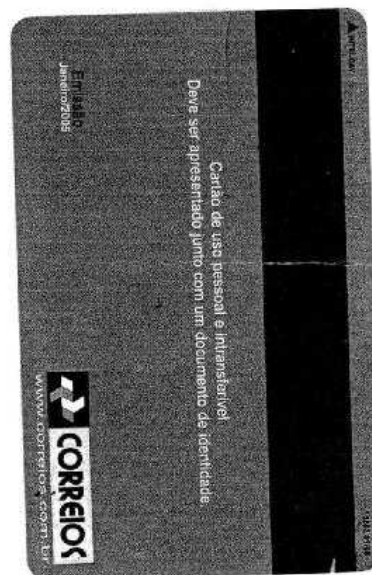 Cartão de uso pessoal e intransferível
Deve ser apresentado junto com um documento de identidade
Emissão
Janeiro/2005
CORREIOS
www.correios.com.br